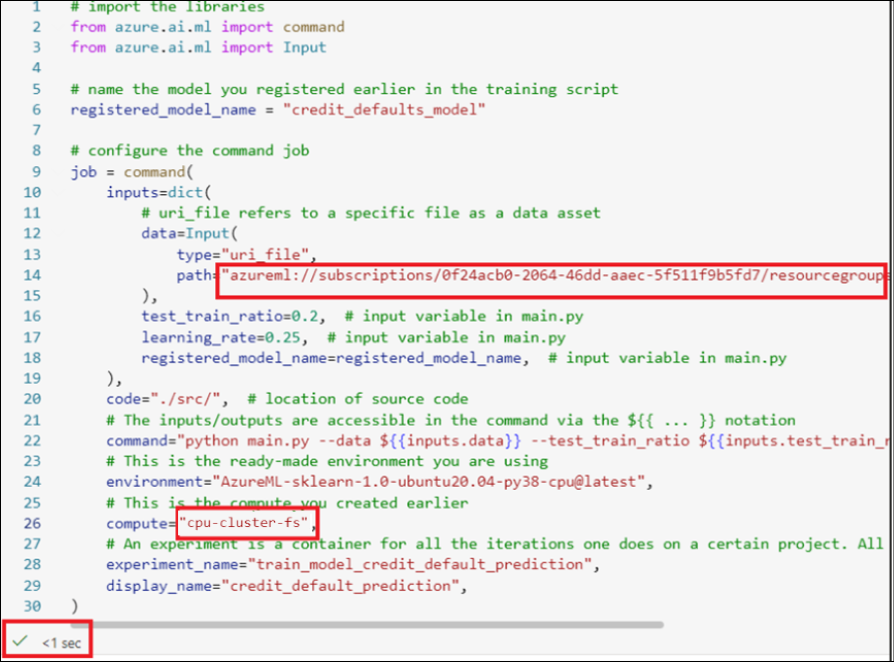 1 # import the libraries
2 from azure.ai.ml import command
3 from azure.ai.ml import Input
4
5 # name the model you registered earlier in the training script
6 registered_model_name = "credit_defaults_model"
7
8 # configure the command job
9 job = command(
10 inputs=dict(
11 # uri_file refers to a specific file as a data asset
12 data=Input(
13 type="uri_file",
14 path="azureml://subscriptions/0f24acb0-2064-46dd-aaec-5f511f9b5fd7/resourcegroups
15 ),
16 test_train_ratio=0.2, # input variable in main.py
17 learning_rate=0.25, # input variable in main.py
18 registered_model_name=registered_model_name, # input variable in main.py
19 ),
20 code="./src/", # location of source code
21 # The inputs/outputs are accessible in the command via the ${{ ... }} notation
22 command="python main.py --data ${{inputs.data}} --test_train_ratio ${{inputs.test_train_r
23 # This is the ready-made environment you are using
24 environment="AzureML-sklearn-1.0-ubuntu20.04-py38-cpu@latest",
25 # This is the compute you created earlier
26 compute="cpu-cluster-fs",
27 # An experiment is a container for all the iterations one does on a certain project. All
28 experiment_name="train_model_credit_default_prediction",
29 display_name="credit_default_prediction",
30 )
<1 sec